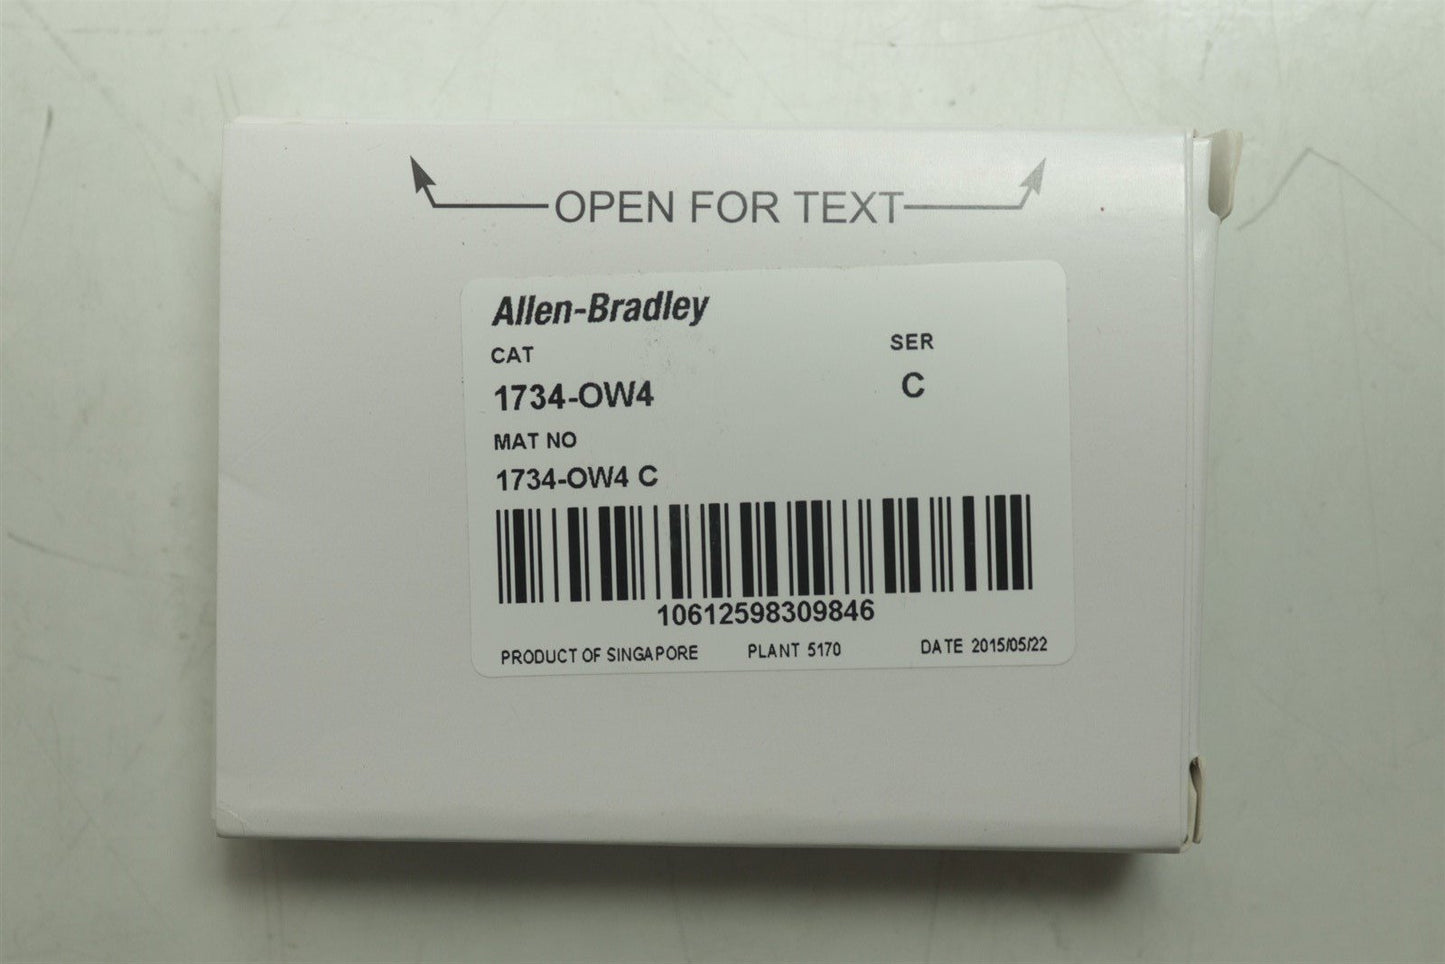 OPEN FOR TEXT
Allen-Bradley
CAT SER
1734-OW4 C
MAT NO
1734-OW4 C
10612598309846
PRODUCT OF SINGAPORE PLANT 5170 DATE 2015/05/22